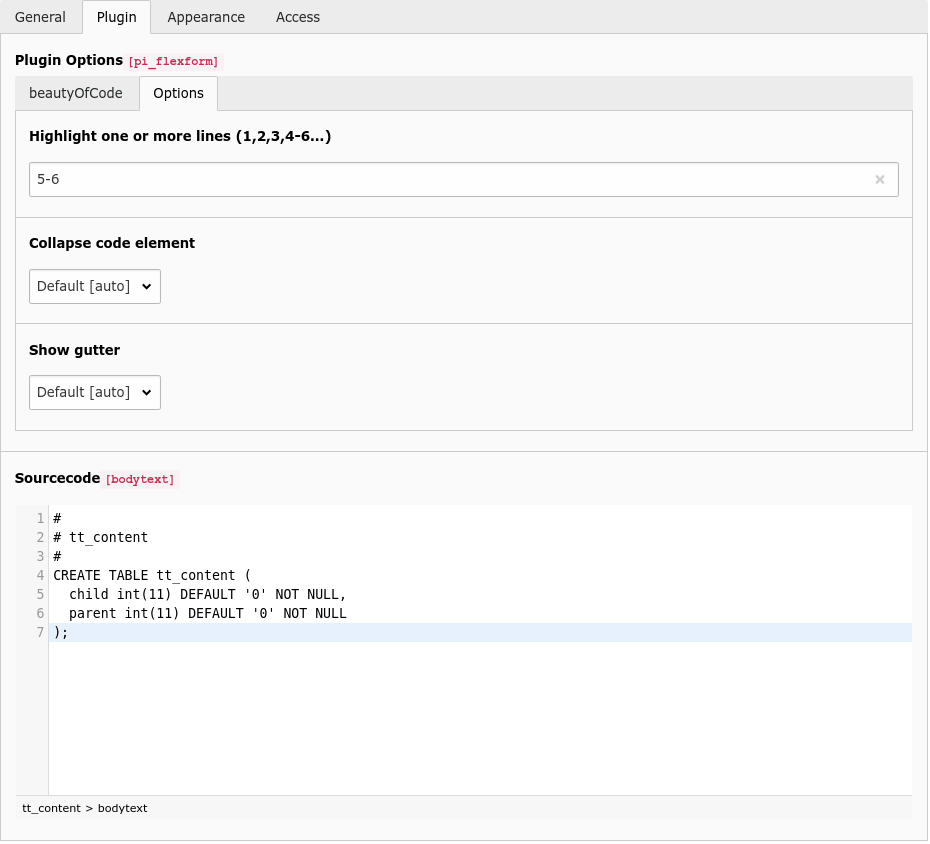 General Plugin Appearance Access
Plugin Options [pi_flexform]
beautyOfCode Options
Highlight one or more lines (1,2,3,4-6...)
5-6 ×
Collapse code element
Default [auto]
Show gutter
Default [auto]
Sourcecode [bodytext]
1 #
2 # tt_content
3 #
4 CREATE TABLE tt_content (
5   child int(11) DEFAULT '0' NOT NULL,
6   parent int(11) DEFAULT '0' NOT NULL
7 );
tt_content > bodytext